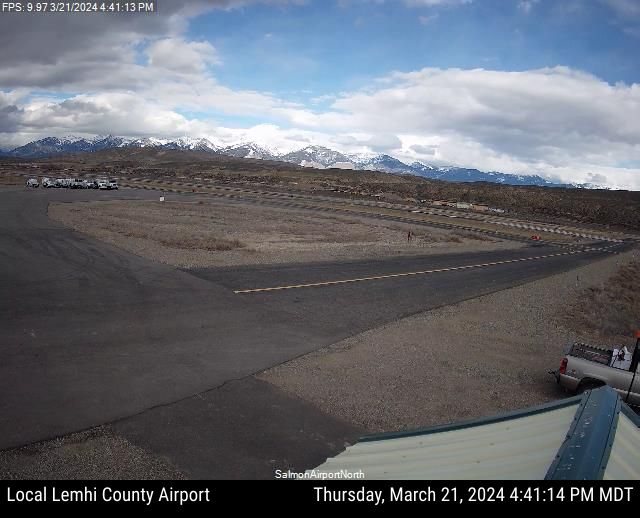 FPS: 9.97 3/21/2024 4:41:13 PM
SalmonAirportNorth
Local Lemhi County Airport Thursday, March 21, 2024 4:41:14 PM MDT